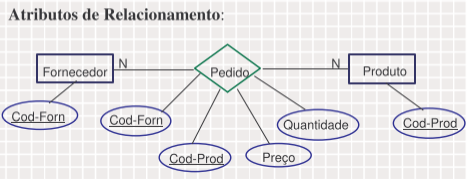 Atributos de Relacionamento:
Fornecedor
N
Pedido
N
Produto
Cod-Forn
Cod-Forn
Quantidade
Cod-Prod
Cod-Prod
Preço